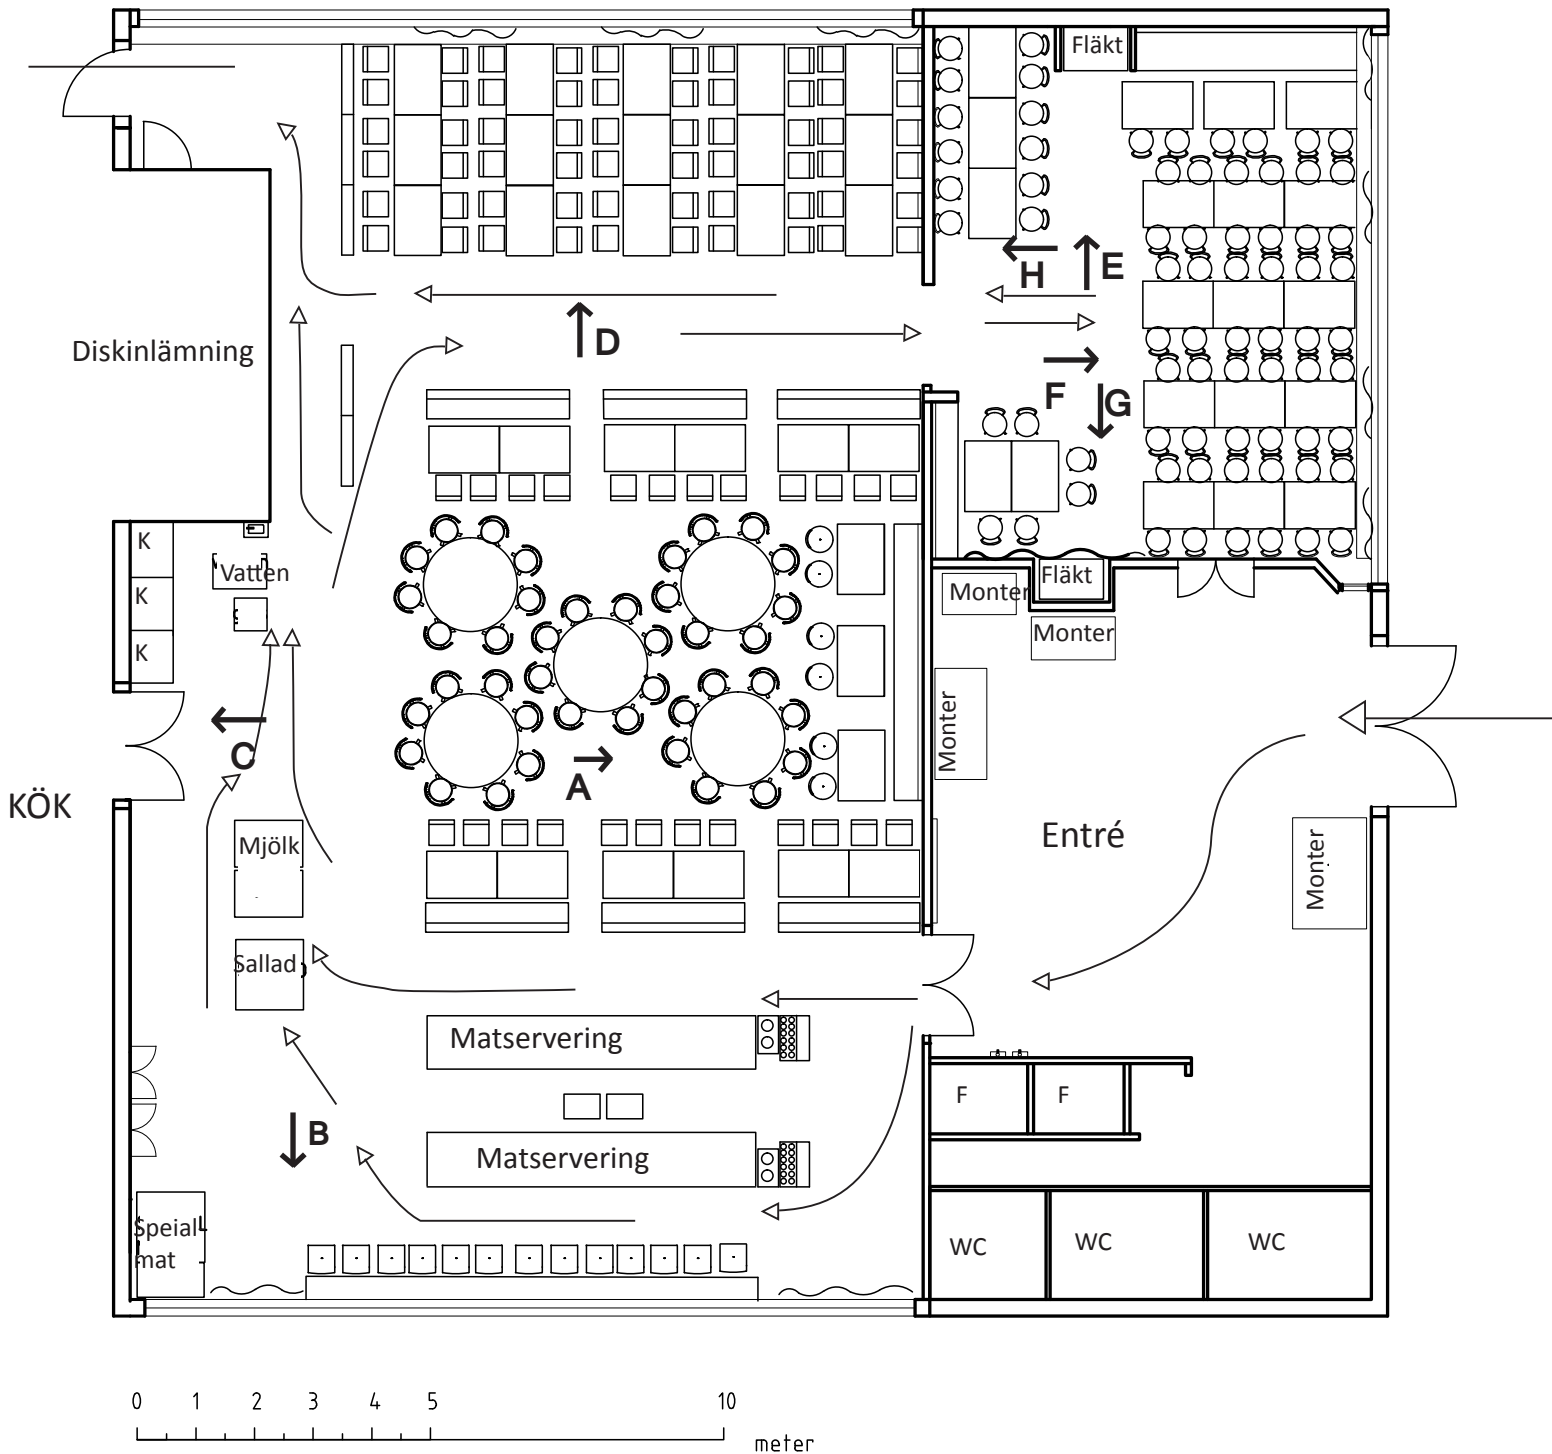 Fläkt
H
E
D
Diskinlämning
F
G
K
Vatten
K
K
Monter
Fläkt
Monter
Monter
C
A
KÖK
Mjölk
Entré
Monter
Sallad
Matservering
B
Matservering
F
F
Speial-
mat
WC
WC
WC
0 1 2 3 4 5 10
meter